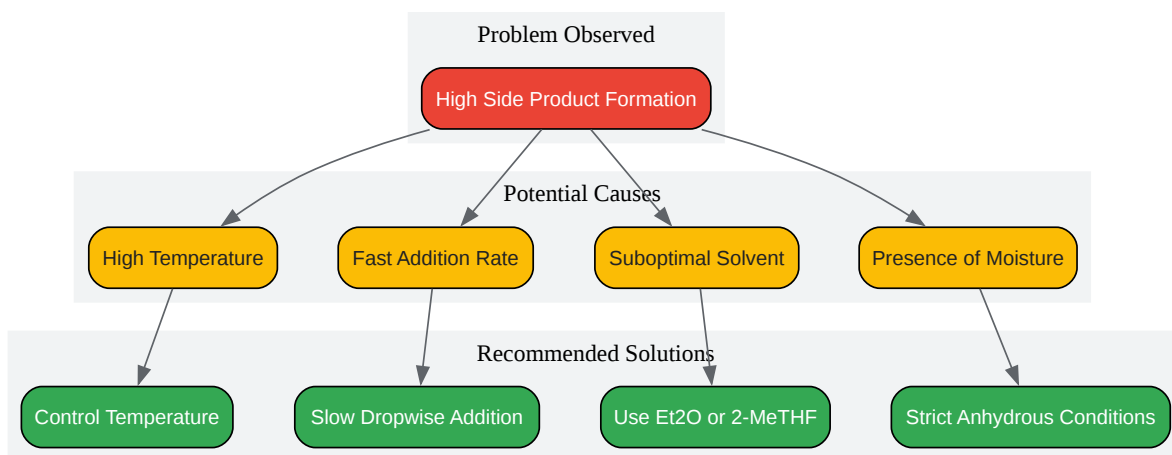 Problem Observed
High Side Product Formation
Potential Causes
High Temperature
Fast Addition Rate
Suboptimal Solvent
Presence of Moisture
Recommended Solutions
Control Temperature
Slow Dropwise Addition
Use Et2O or 2-MeTHF
Strict Anhydrous Conditions